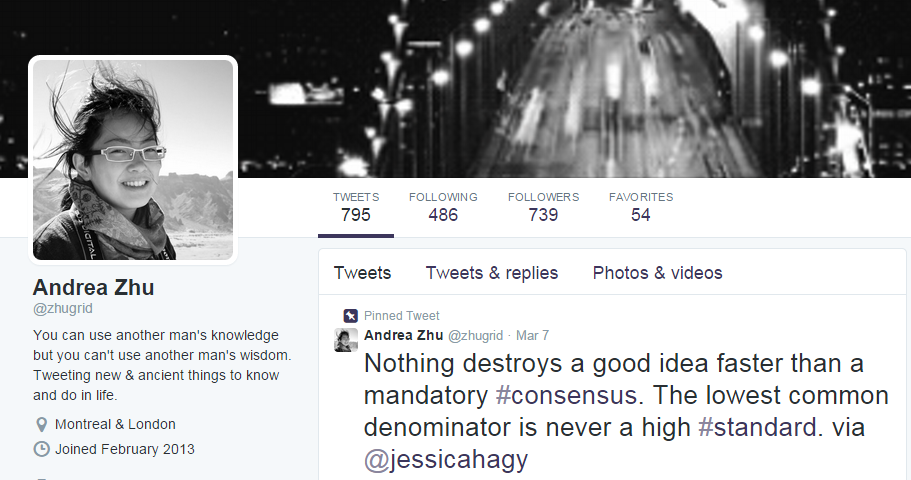 TWEETS FOLLOWING FOLLOWERS FAVORITES
795 486 739 54
Andrea Zhu
@zhugrid
You can use another man's knowledge
but you can't use another man's wisdom.
Tweeting new & ancient things to know
and do in life.
Montreal & London
Joined February 2013
Tweets Tweets & replies Photos & videos
Pinned Tweet
Andrea Zhu @zhugrid · Mar 7
Nothing destroys a good idea faster than a
mandatory #consensus. The lowest common
denominator is never a high #standard. via
@jessicahagy